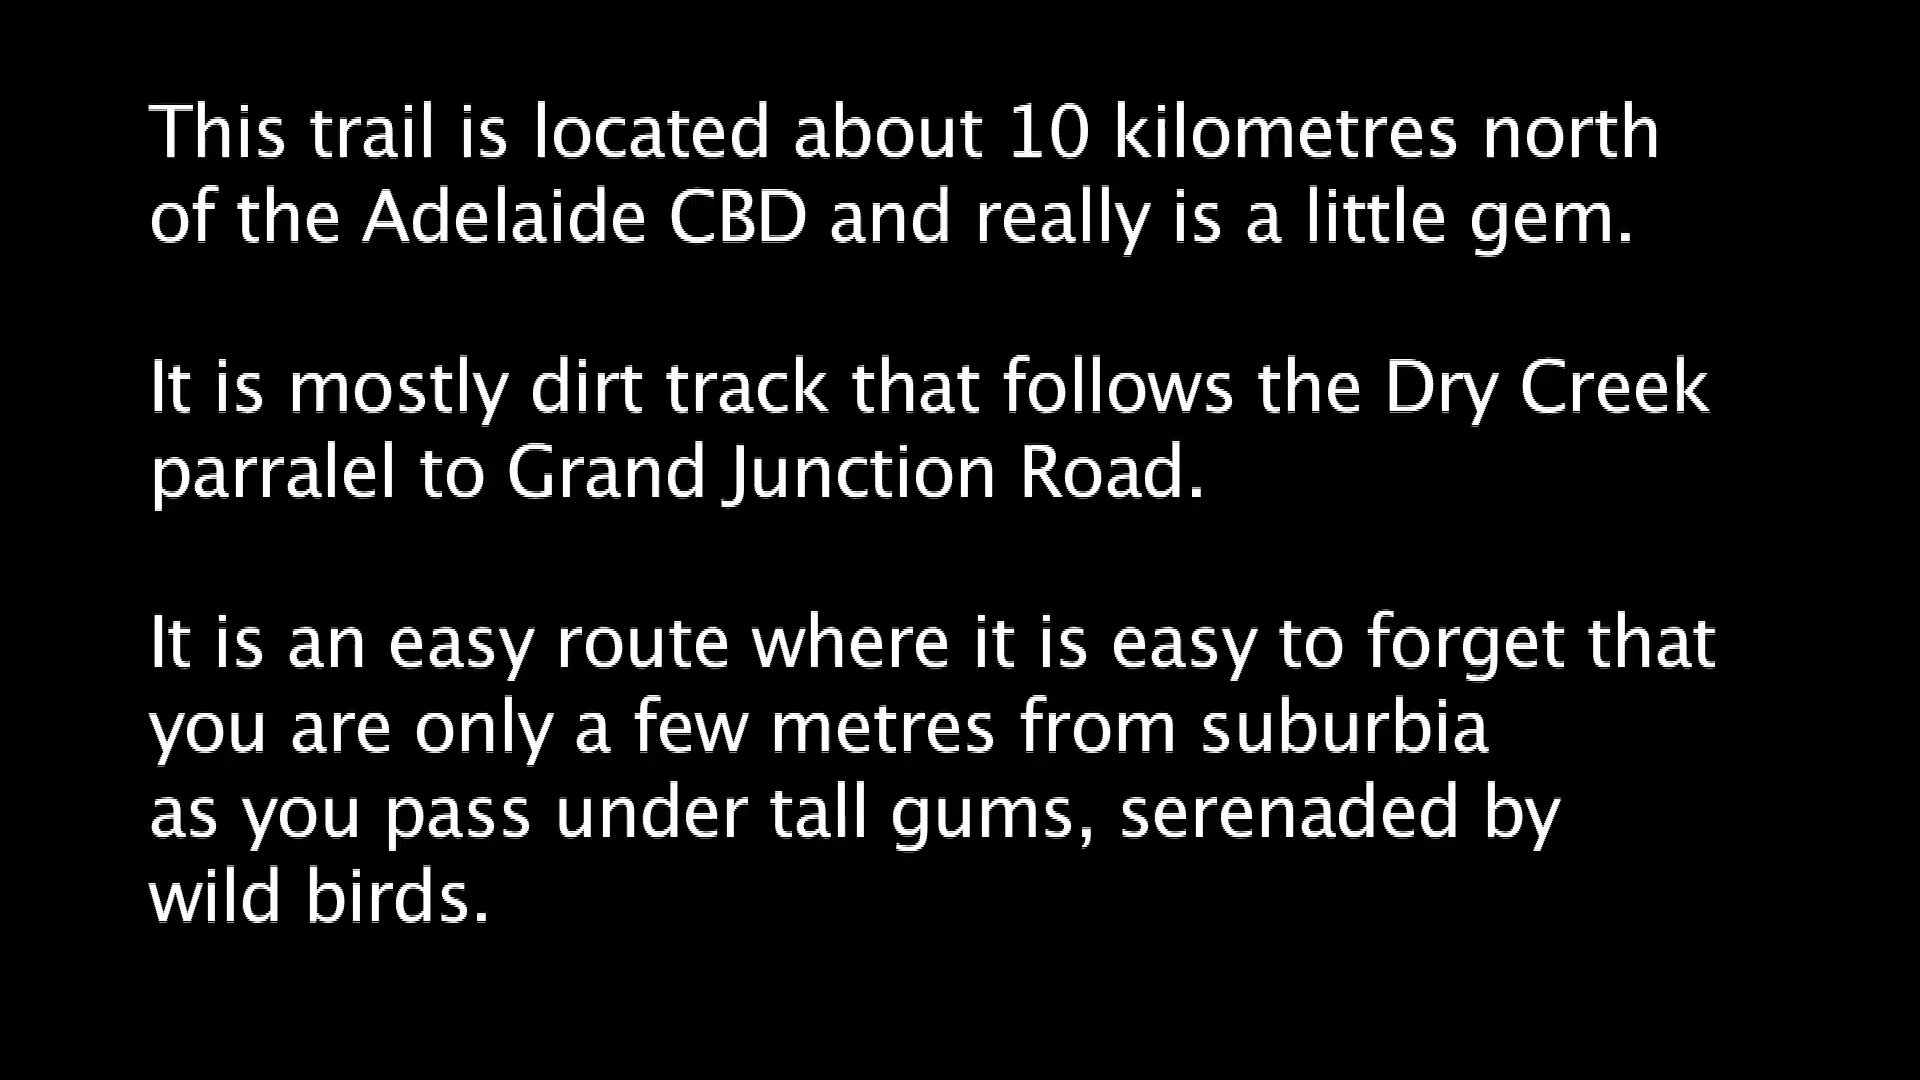 This trail is located about 10 kilometres north
of the Adelaide CBD and really is a little gem.
It is mostly dirt track that follows the Dry Creek
parralel to Grand Junction Road.
It is an easy route where it is easy to forget that
you are only a few metres from suburbia
as you pass under tall gums, serenaded by
wild birds.